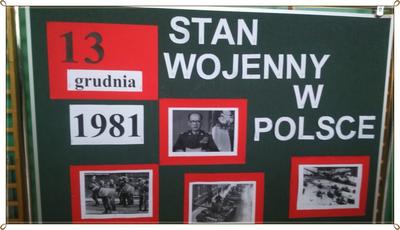 13
grudnia
1981
STAN
WOJENNY
W
POLSCE